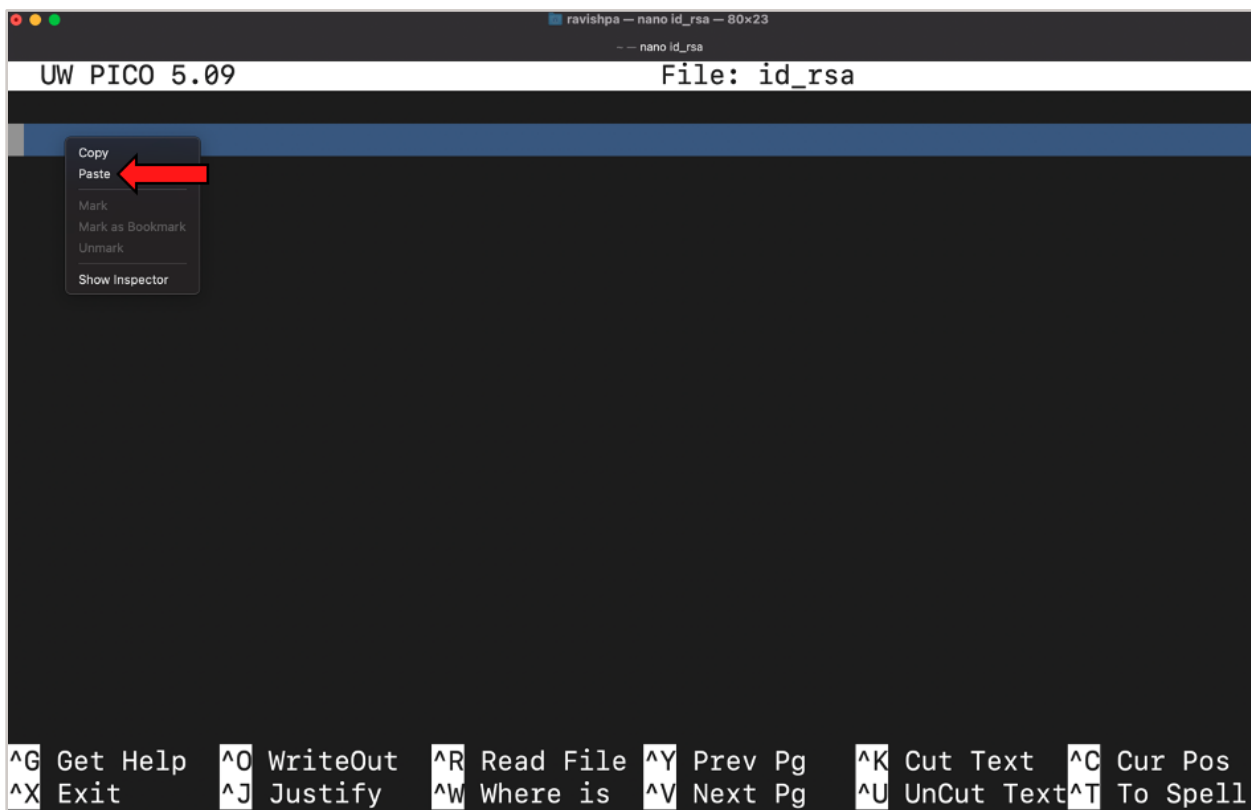 ravishpa — nano id_rsa — 80×23
~ — nano id_rsa
UW PICO 5.09 File: id_rsa
Copy
Paste
Mark
Mark as Bookmark
Unmark
Show Inspector
^G Get Help ^O WriteOut ^R Read File ^Y Prev Pg ^K Cut Text ^C Cur Pos
^X Exit ^J Justify ^W Where is ^V Next Pg ^U UnCut Text^T To Spell